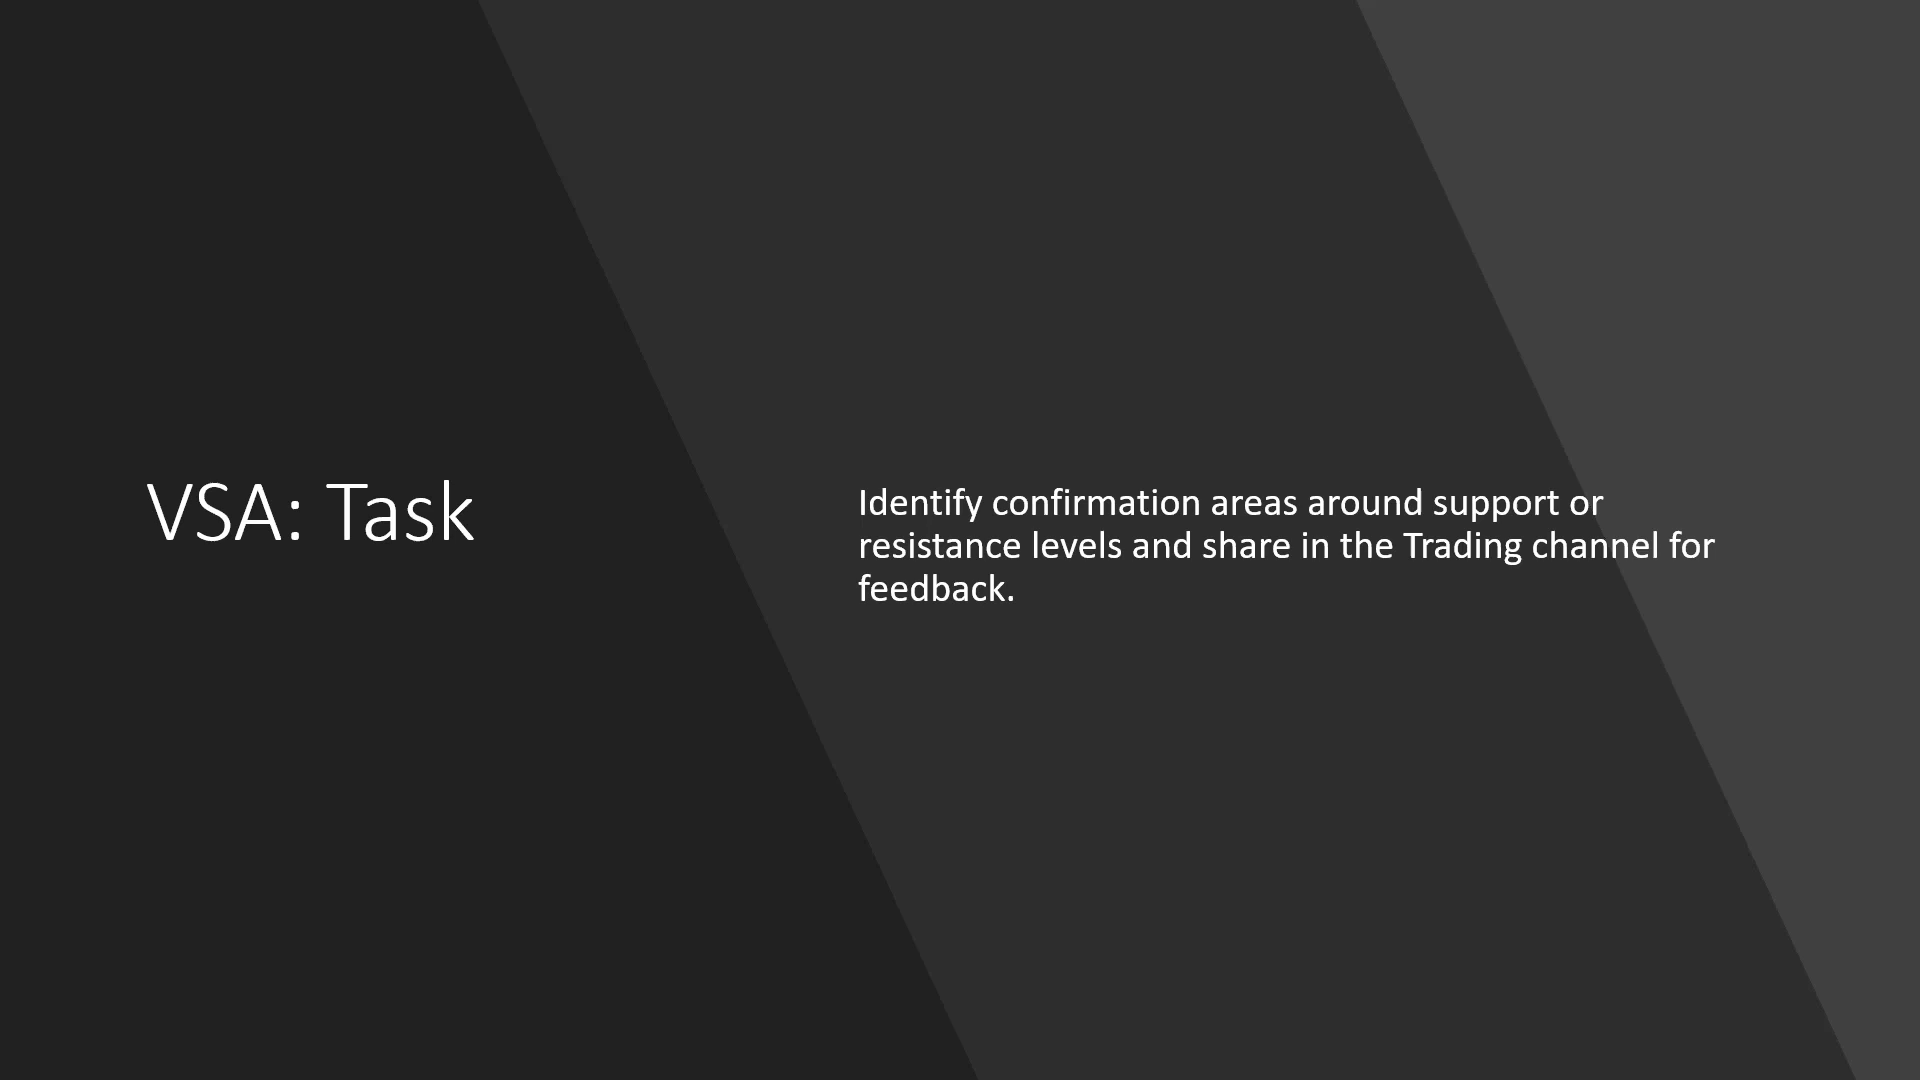 VSA: Task
Identify confirmation areas around support or
resistance levels and share in the Trading channel for
feedback.